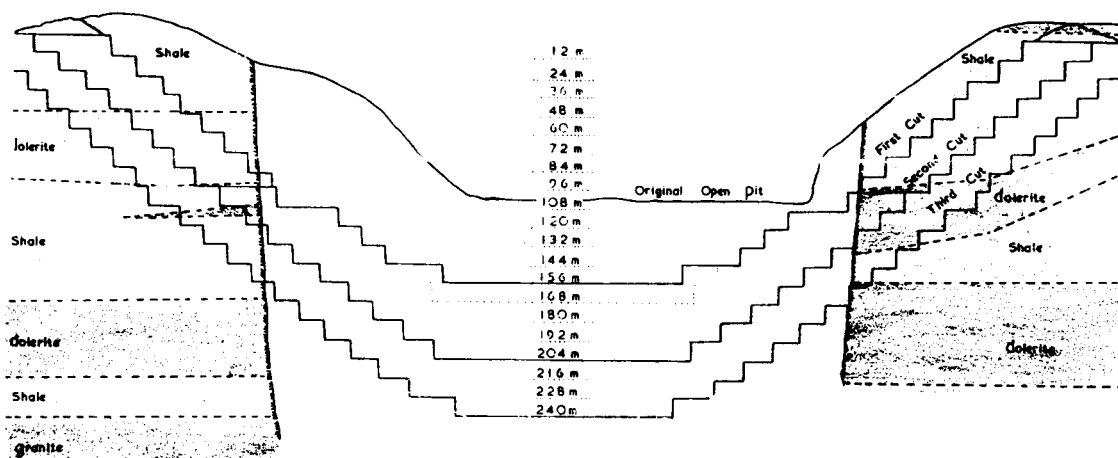 Shale
Jolerite
Shale
dolerite
Shale
granite
12 m
24 m
36 m
48 m
60 m
72 m
84 m
96 m
108 m
120 m
132 m
144 m
156 m
168 m
180 m
192 m
204 m
216 m
228 m
240 m
Original Open Pit
Shale
First Cut
Second Cut
Third Cut
dolerite
Shale
dolerite